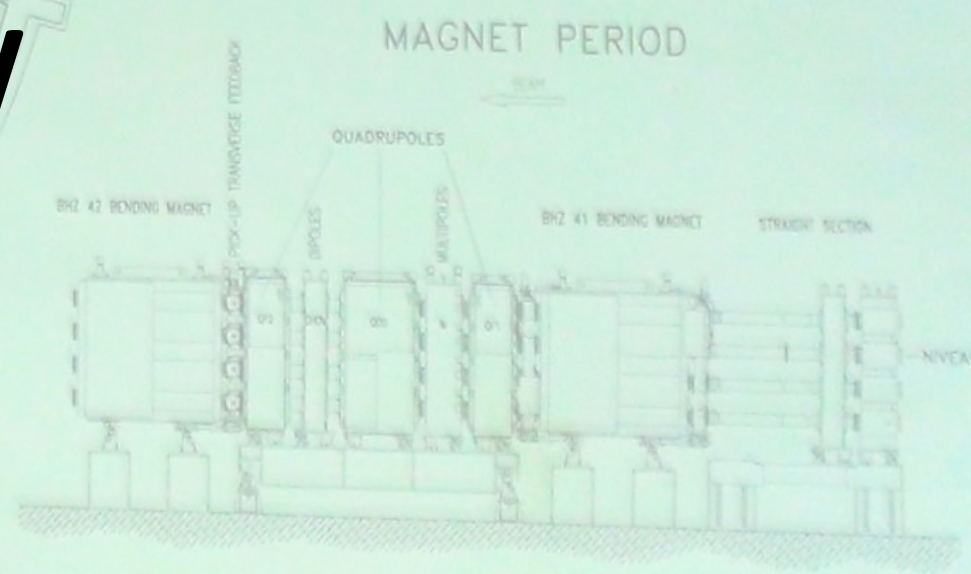 MAGNET PERIOD
BEAM
PICK-UP TRANSVERSE FEEDBACK
QUADRUPOLES
BHZ 42 BENDING MAGNET
DIPOLES
MULTIPOLES
BHZ 41 BENDING MAGNET
STRAIGHT SECTION
NIVEA